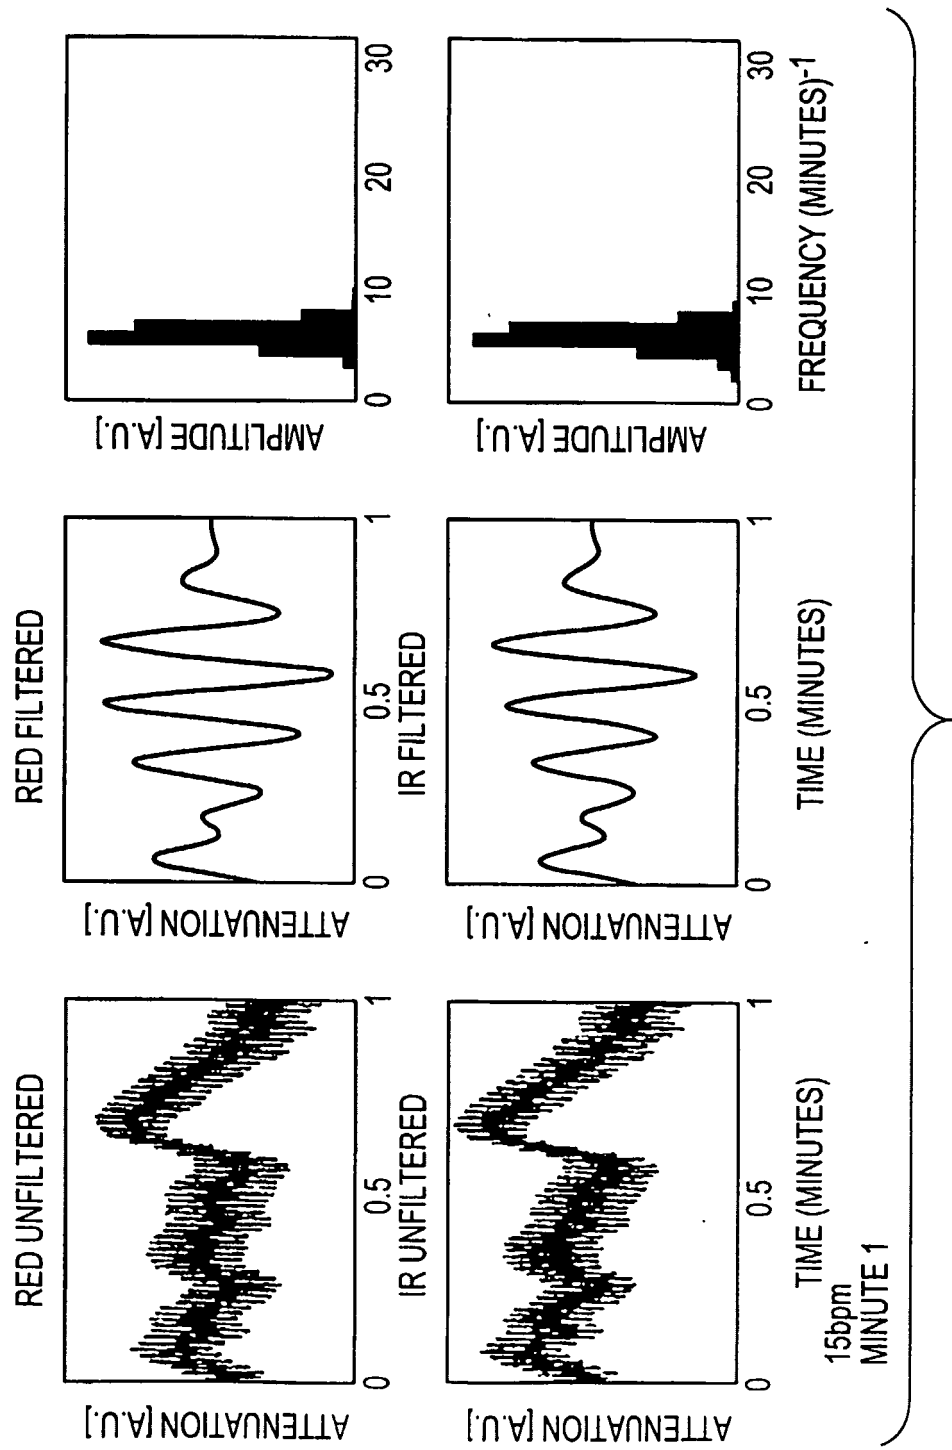 RED UNFILTERED
ATTENUATION [A.U.]
0 0.5 1
RED FILTERED
ATTENUATION [A.U.]
0 0.5 1
AMPLITUDE [A.U.]
0 10 20 30
IR UNFILTERED
ATTENUATION [A.U.]
0 0.5 1
TIME (MINUTES)
IR FILTERED
ATTENUATION [A.U.]
0 0.5 1
TIME (MINUTES)
AMPLITUDE [A.U.]
0 10 20 30
FREQUENCY (MINUTES)-1
15bpm
MINUTE 1